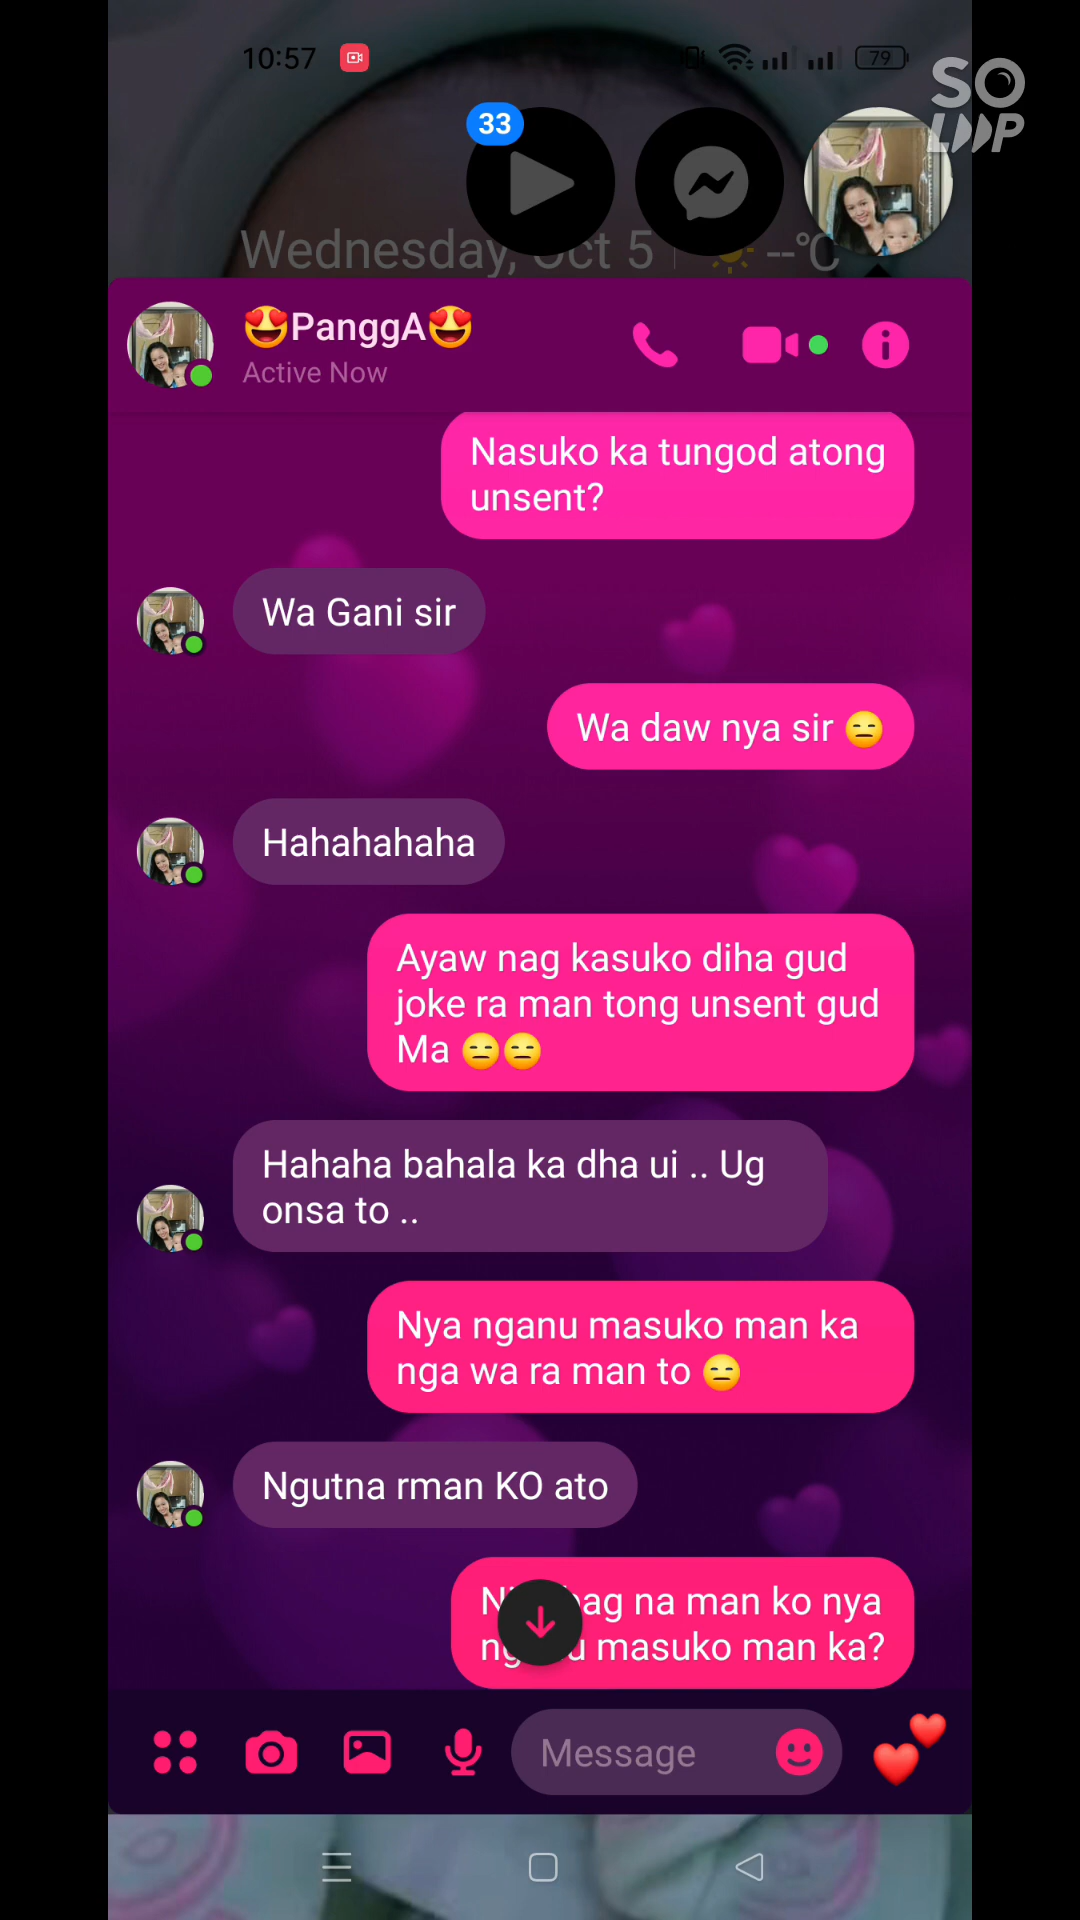 10:57
79
SO
LOOP
33
Wednesday, Oct 5 | --°C
PanggA
Active Now
Nasuko ka tungod atong
unsent?
Wa Gani sir
Wa daw nya sir 😑
Hahahahaha
Ayaw nag kasuko diha gud
joke ra man tong unsent gud
Ma 😑😑
Hahaha bahala ka dha ui .. Ug
onsa to ..
Nya nganu masuko man ka
nga wa ra man to 😑
Ngutna rman KO ato
na man ko nya
masuko man ka?
Message